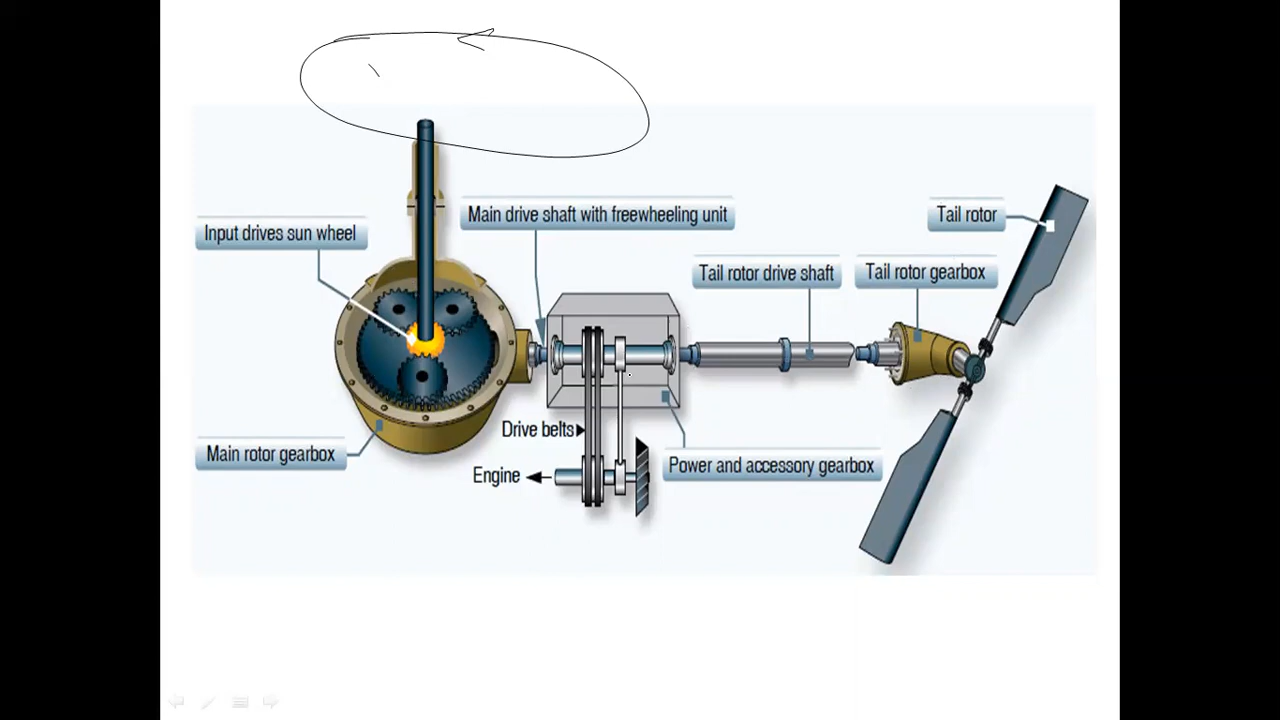 Main drive shaft with freewheeling unit
Tail rotor
Input drives sun wheel
Tail rotor drive shaft
Tail rotor gearbox
Drive belts
Main rotor gearbox
Power and accessory gearbox
Engine